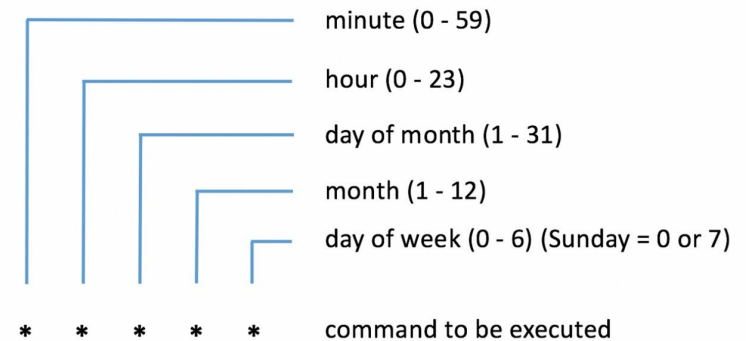 minute (0 - 59)
hour (0 - 23)
day of month (1 - 31)
month (1 - 12)
day of week (0 - 6) (Sunday = 0 or 7)
* * * * * command to be executed